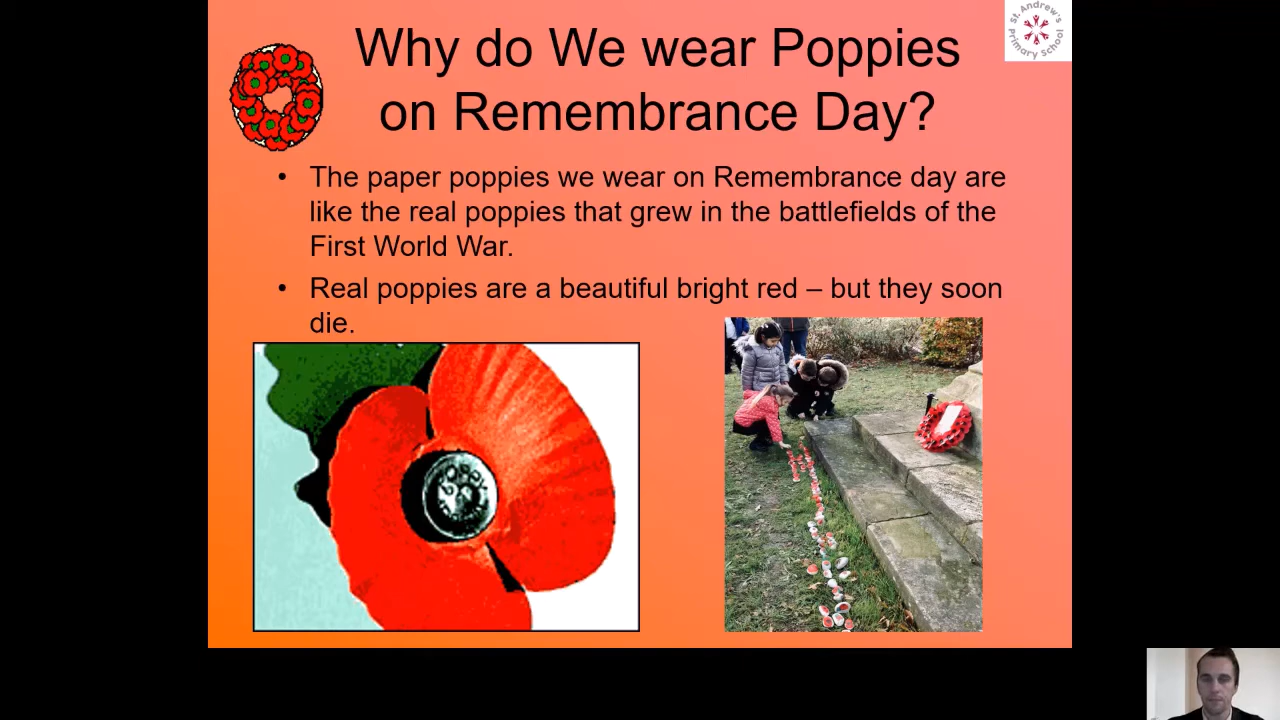 St. Andrew's
Primary School
Why do We wear Poppies
on Remembrance Day?
• The paper poppies we wear on Remembrance day are
like the real poppies that grew in the battlefields of the
First World War.
• Real poppies are a beautiful bright red – but they soon
die.
POPPY